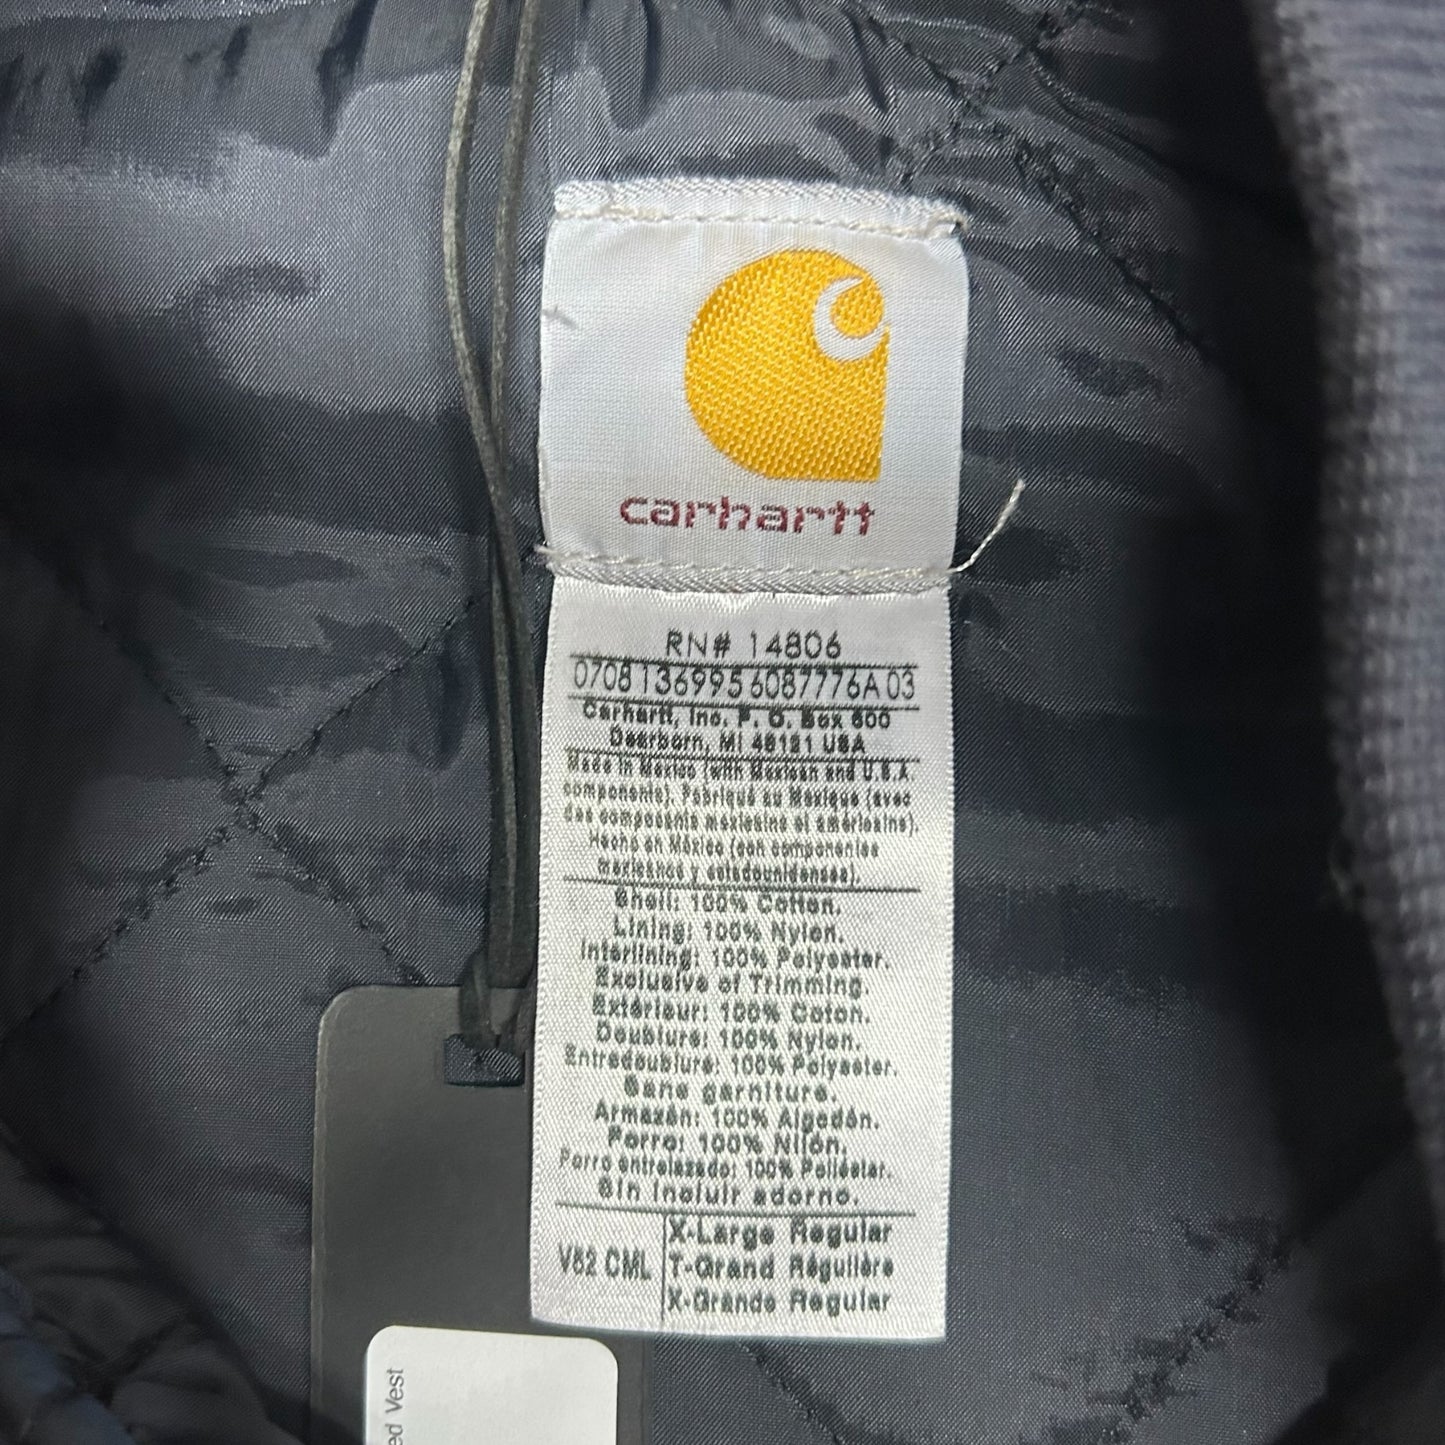 carhartt
RN# 14806
07081369956087776A 03
Carhartt, Inc. P. O. Box 600
Dearborn, MI 48121 USA
Made in Mexico (with Mexican and U.S.A.
components). Fabriqué au Mexique (avec
des composants mexicains et américains).
Hecho en México (con componentes
mexicanos y estadounidenses).
Shell: 100% Cotton.
Lining: 100% Nylon.
Interlining: 100% Polyester.
Exclusive of Trimming.
Extérieur: 100% Coton.
Doublure: 100% Nylon.
Entredoublure: 100% Polyester.
Sans garniture.
Armazón: 100% Algodón.
Forro: 100% Nilón.
Forro entrelazado: 100% Poliéster.
Sin incluir adorno.
V62 CML
X-Large Regular
T-Grand Régulière
X-Grande Regular
ed Vest